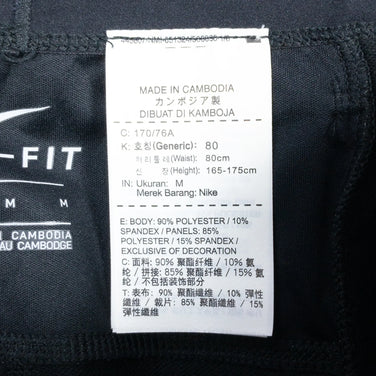 MADE IN CAMBODIA
カンボジア製
DIBUAT DI KAMBOJA
C: 170/76A
K: 호칭(Generic): 80
허리둘레(Waist): 80cm
신 장(Height): 165-175cm
IN: Ukuran: M
Merek Barang: Nike
E: BODY: 90% POLYESTER / 10%
SPANDEX / PANELS: 85%
POLYESTER / 15% SPANDEX /
EXCLUSIVE OF DECORATION
C: 面料: 90% 聚酯纤维 / 10% 氨
纶 / 拼接: 85% 聚酯纤维 / 15% 氨
纶 / 不包括装饰部分
T: 表布: 90% 聚酯纖維 / 10% 彈性
纖維 / 裁片: 85% 聚酯纖維 / 15%
彈性纖維
-FIT
M M
CAMBODIA
AU CAMBODGE